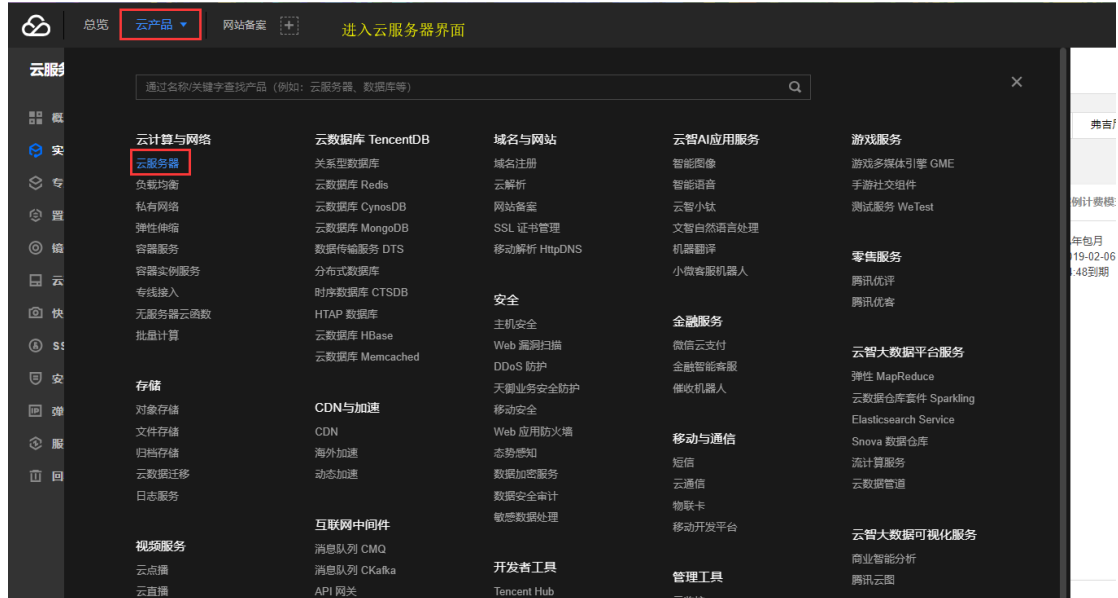 总览
云产品
网站备案
进入云服务器界面
云服务
通过名称/关键字查找产品(例如:云服务器、数据库等)
概
实
专
置
镜
云
快
SS
安
弹
服
回
云计算与网络
云服务器
负载均衡
私有网络
弹性伸缩
容器服务
容器实例服务
专线接入
无服务器云函数
批量计算
存储
对象存储
文件存储
归档存储
云数据迁移
日志服务
视频服务
云点播
云直播
云数据库 TencentDB
关系型数据库
云数据库 Redis
云数据库 CynosDB
云数据库 MongoDB
数据传输服务 DTS
分布式数据库
时序数据库 CTSDB
HTAP 数据库
云数据库 HBase
云数据库 Memcached
CDN与加速
CDN
海外加速
动态加速
互联网中间件
消息队列 CMQ
消息队列 CKafka
API 网关
域名与网站
域名注册
云解析
网站备案
SSL 证书管理
移动解析 HttpDNS
安全
主机安全
Web 漏洞扫描
DDoS 防护
天御业务安全防护
移动安全
Web 应用防火墙
态势感知
数据加密服务
数据安全审计
敏感数据处理
开发者工具
Tencent Hub
云智AI应用服务
智能图像
智能语音
云智小钛
文智自然语言处理
机器翻译
小微客服机器人
金融服务
微信云支付
金融智能客服
催收机器人
移动与通信
短信
云通信
物联卡
移动开发平台
管理工具
游戏服务
游戏多媒体引擎 GME
手游社交组件
测试服务 WeTest
零售服务
腾讯优评
腾讯优客
云智大数据平台服务
弹性 MapReduce
云数据仓库套件 Sparkling
Elasticsearch Service
Snova 数据仓库
流计算服务
云数据管道
云智大数据可视化服务
商业智能分析
腾讯云图
弗吉尼
例计费模
年包月
19-02-06
:48到期